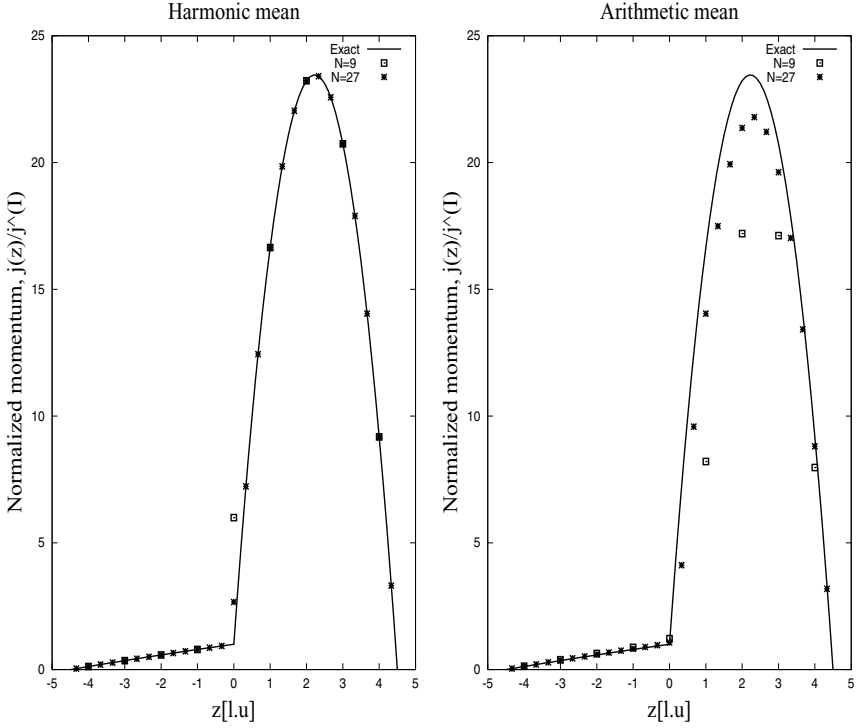 Harmonic mean
Normalized momentum, j(z)/j^(I)
25
20
15
10
5
0
Exact
N=9
N=27
-5 -4 -3 -2 -1 0 1 2 3 4 5
z[l.u]
Arithmetic mean
Normalized momentum, j(z)/j^(I)
25
20
15
10
5
0
Exact
N=9
N=27
-5 -4 -3 -2 -1 0 1 2 3 4 5
z[l.u]